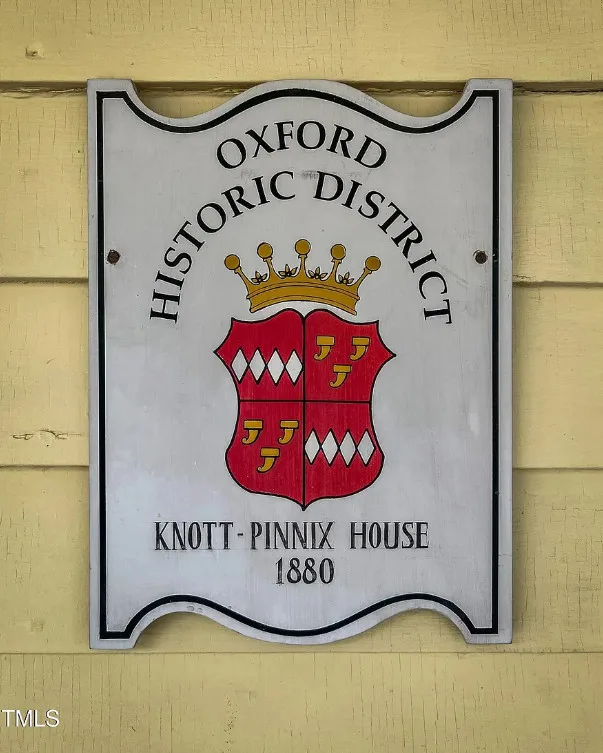 OXFORD
HISTORIC DISTRICT
KNOTT-PINNIX HOUSE
1880
TMLS